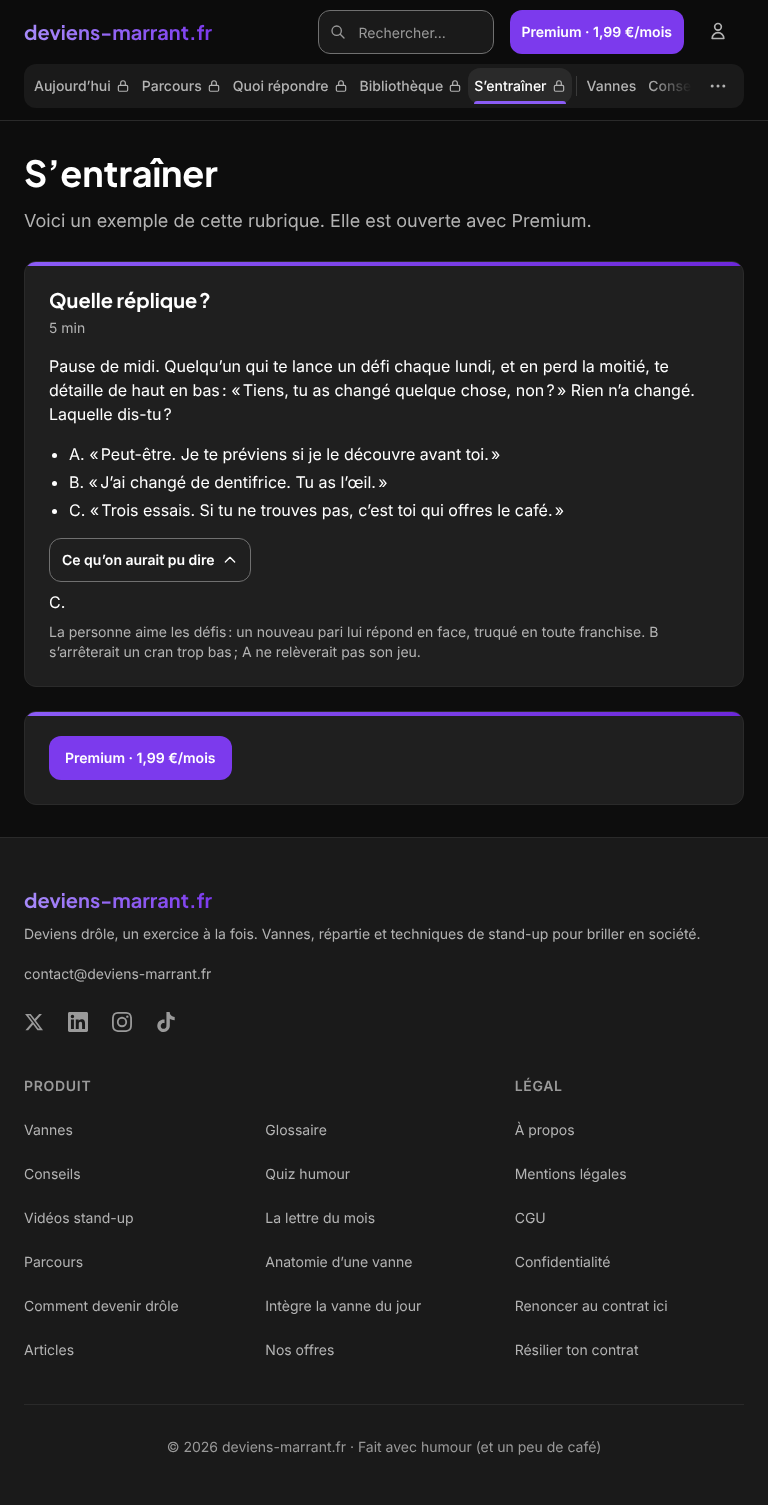 deviens-marrant.fr
Rechercher...
Premium · 1,99 €/mois
Aujourd’hui
Parcours
Quoi répondre
Bibliothèque
S’entraîner
Vannes
Conse
S’entraîner
Voici un exemple de cette rubrique. Elle est ouverte avec Premium.
Quelle réplique ?
5 min
Pause de midi. Quelqu’un qui te lance un défi chaque lundi, et en perd la moitié, te
détaille de haut en bas : « Tiens, tu as changé quelque chose, non ? » Rien n’a changé.
Laquelle dis-tu ?
• A. « Peut-être. Je te préviens si je le découvre avant toi. »
• B. « J’ai changé de dentifrice. Tu as l’œil. »
• C. « Trois essais. Si tu ne trouves pas, c’est toi qui offres le café. »
Ce qu’on aurait pu dire
C.
La personne aime les défis : un nouveau pari lui répond en face, truqué en toute franchise. B
s’arrêterait un cran trop bas ; A ne relèverait pas son jeu.
Premium · 1,99 €/mois
deviens-marrant.fr
Deviens drôle, un exercice à la fois. Vannes, répartie et techniques de stand-up pour briller en société.
contact@deviens-marrant.fr
PRODUIT
Vannes
Conseils
Vidéos stand-up
Parcours
Comment devenir drôle
Articles
Glossaire
Quiz humour
La lettre du mois
Anatomie d’une vanne
Intègre la vanne du jour
Nos offres
LÉGAL
À propos
Mentions légales
CGU
Confidentialité
Renoncer au contrat ici
Résilier ton contrat
© 2026 deviens-marrant.fr · Fait avec humour (et un peu de café)